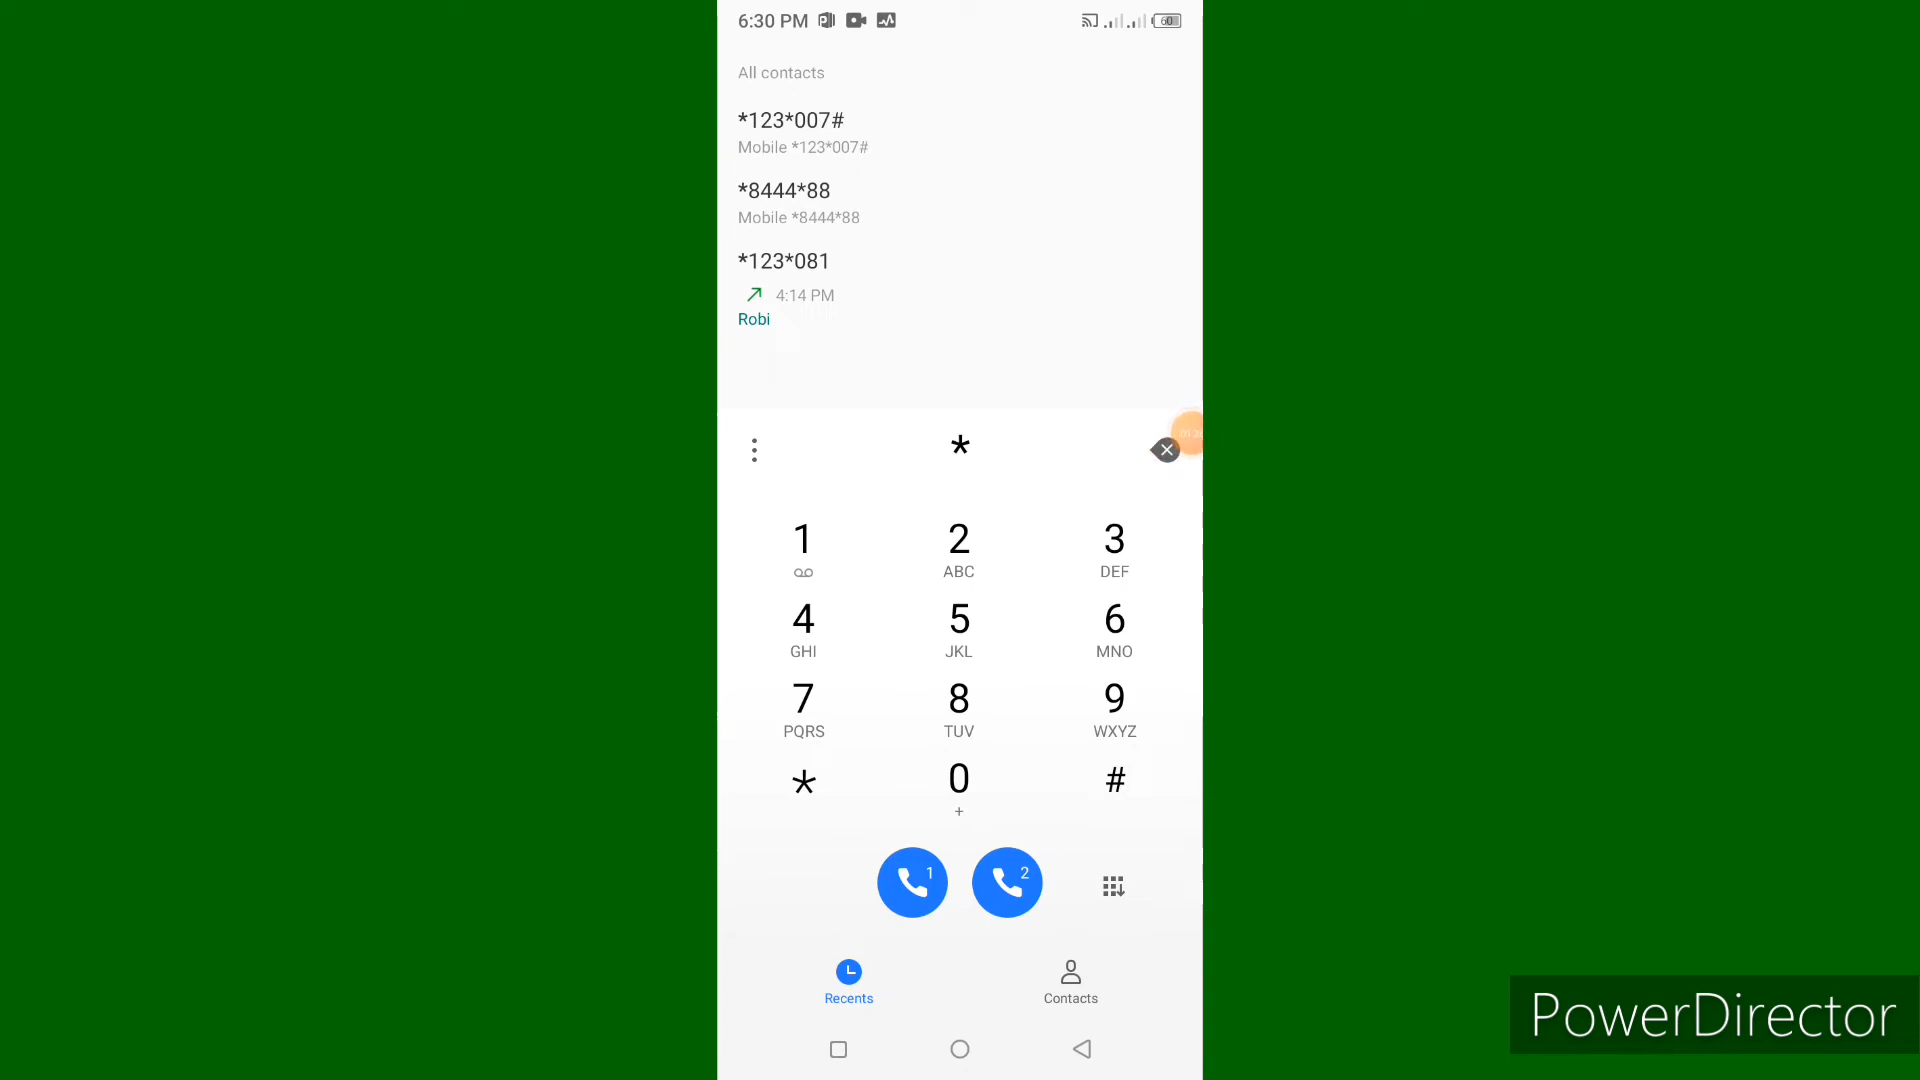 6:30 PM
60
All contacts
*123*007#
Mobile *123*007#
*8444*88
Mobile *8444*88
*123*081
4:14 PM
Robi
*
1 2 3
ABC DEF
4 5 6
GHI JKL MNO
7 8 9
PQRS TUV WXYZ
* 0 #
+
1 2
Recents Contacts
PowerDirector